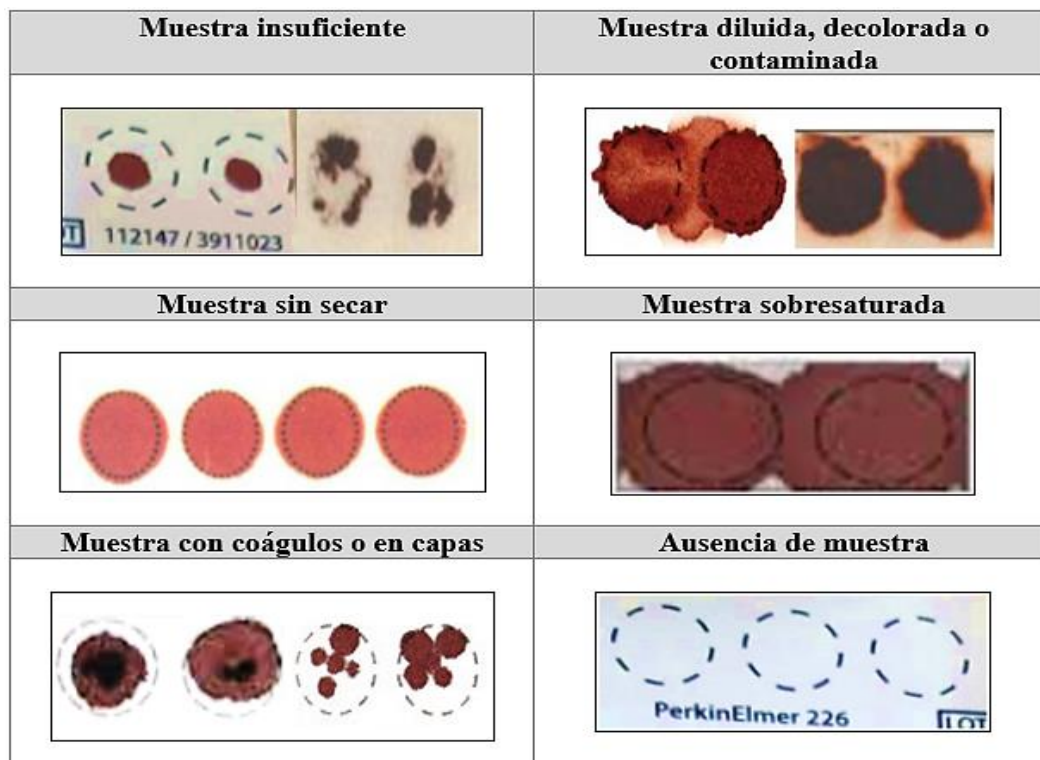 Muestra insuficiente
Muestra diluida, decolorada o
contaminada
112147 / 3911023
Muestra sin secar
Muestra sobresaturada
Muestra con coágulos o en capas
Ausencia de muestra
PerkinElmer 226
LOT